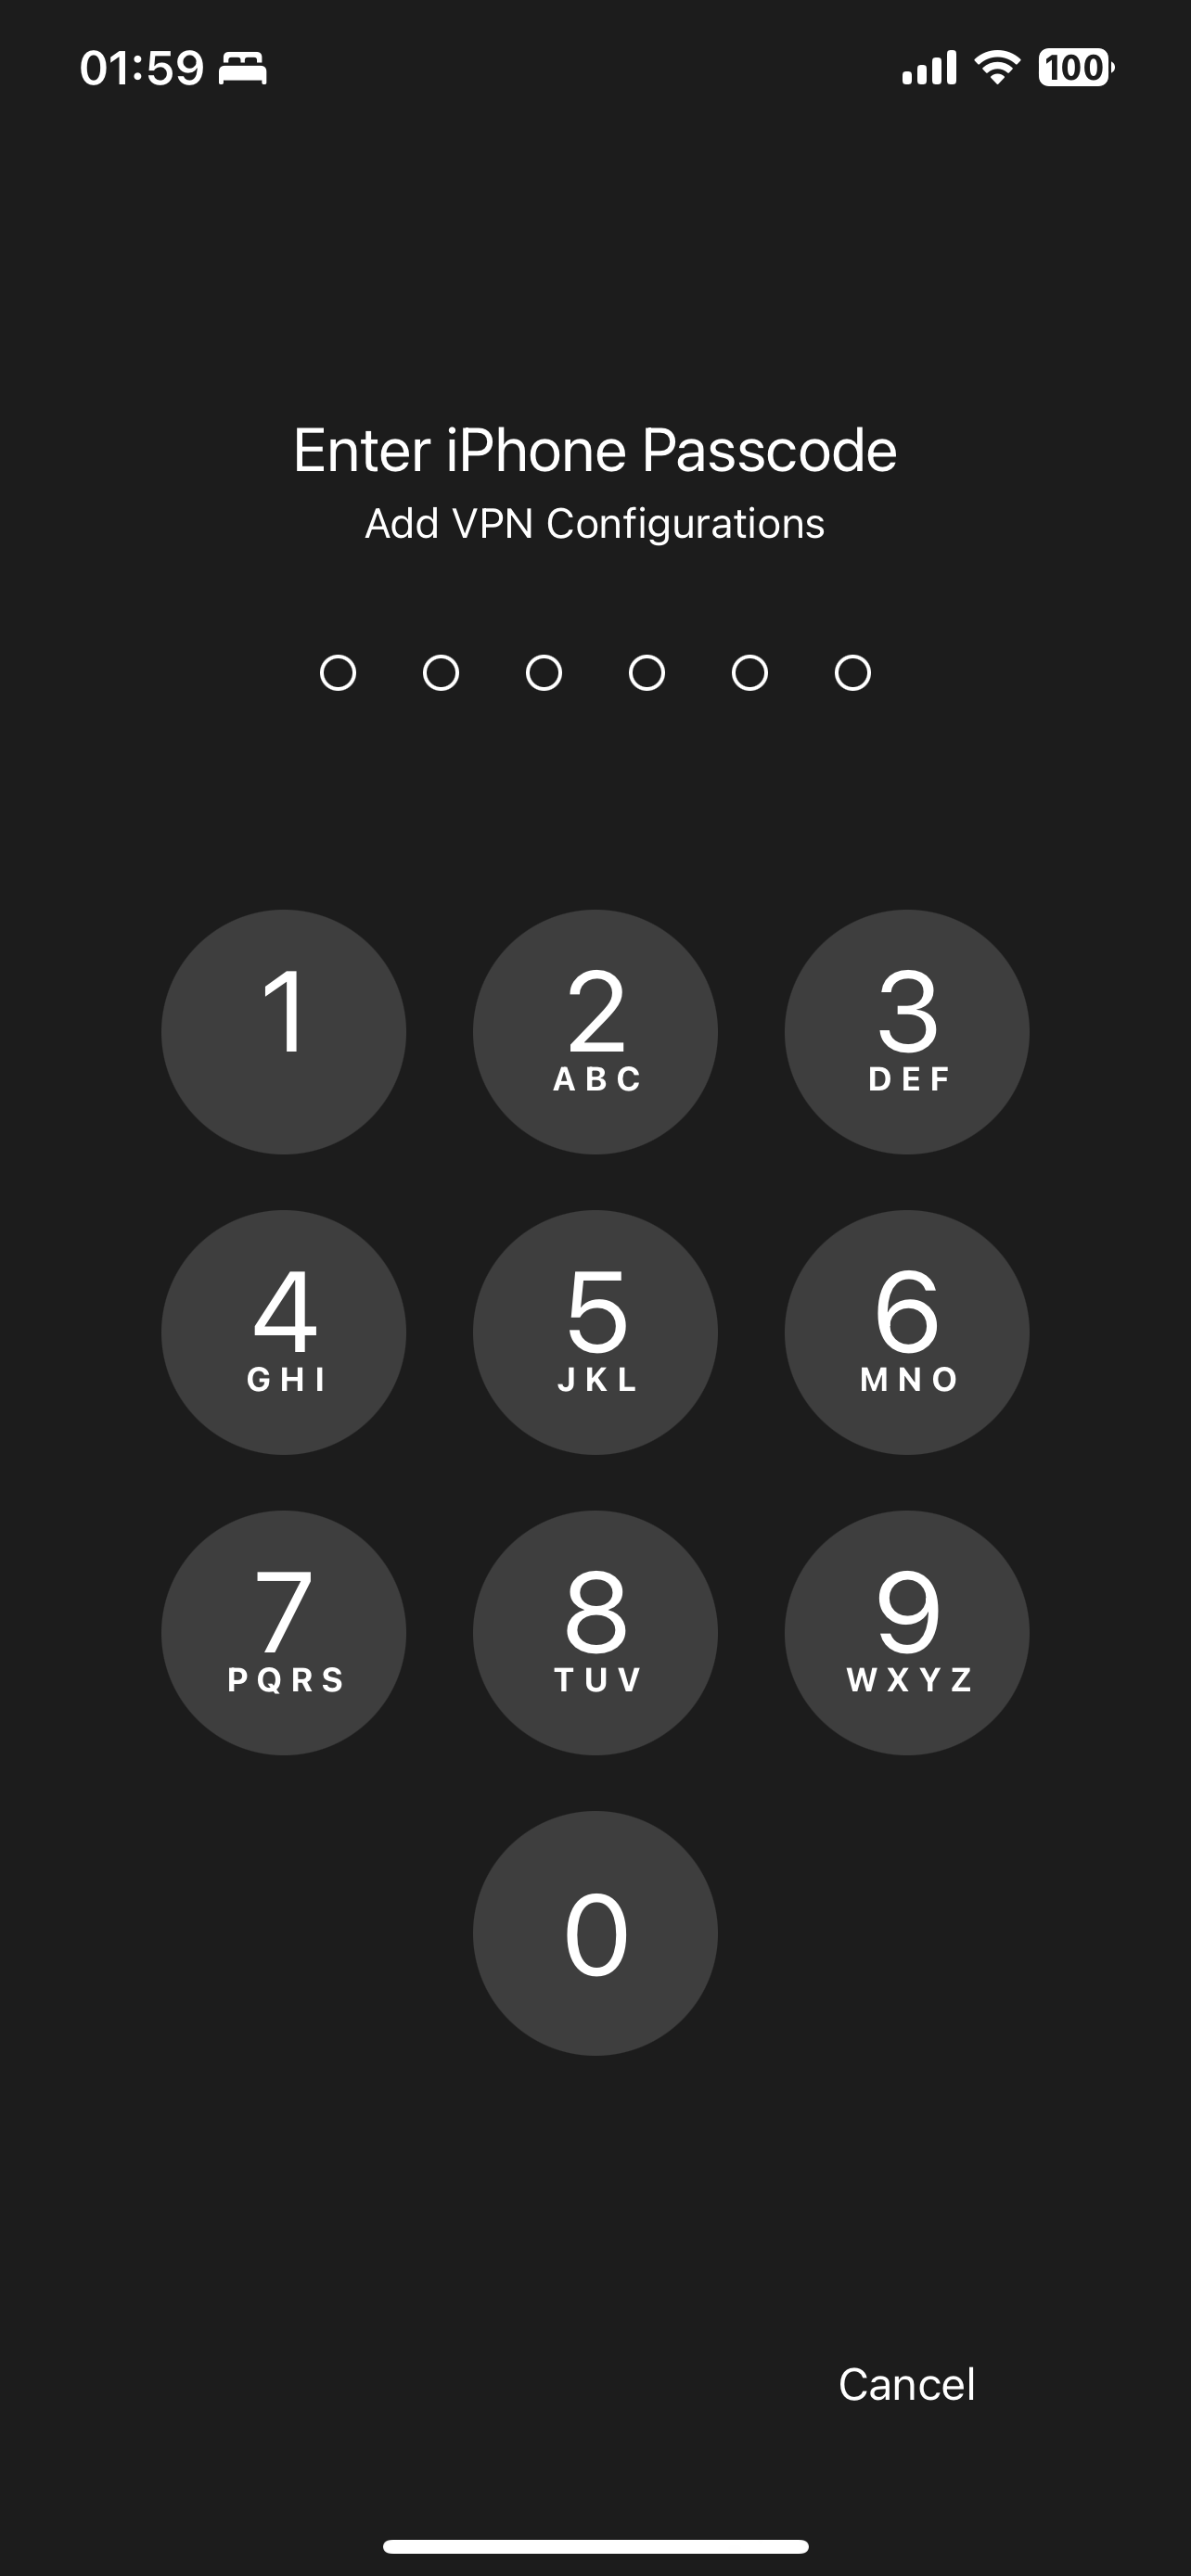 01:59
100
Enter iPhone Passcode
Add VPN Configurations
1
2
ABC
3
DEF
4
GHI
5
JKL
6
MNO
7
PQRS
8
TUV
9
WXYZ
0
Cancel